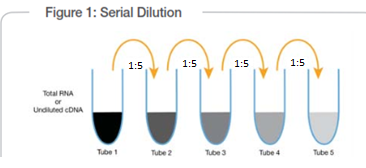 Figure 1: Serial Dilution
1:5 1:5 1:5 1:5
Total RNA
or
Undiluted cDNA
Tube 1 Tube 2 Tube 3 Tube 4 Tube 5